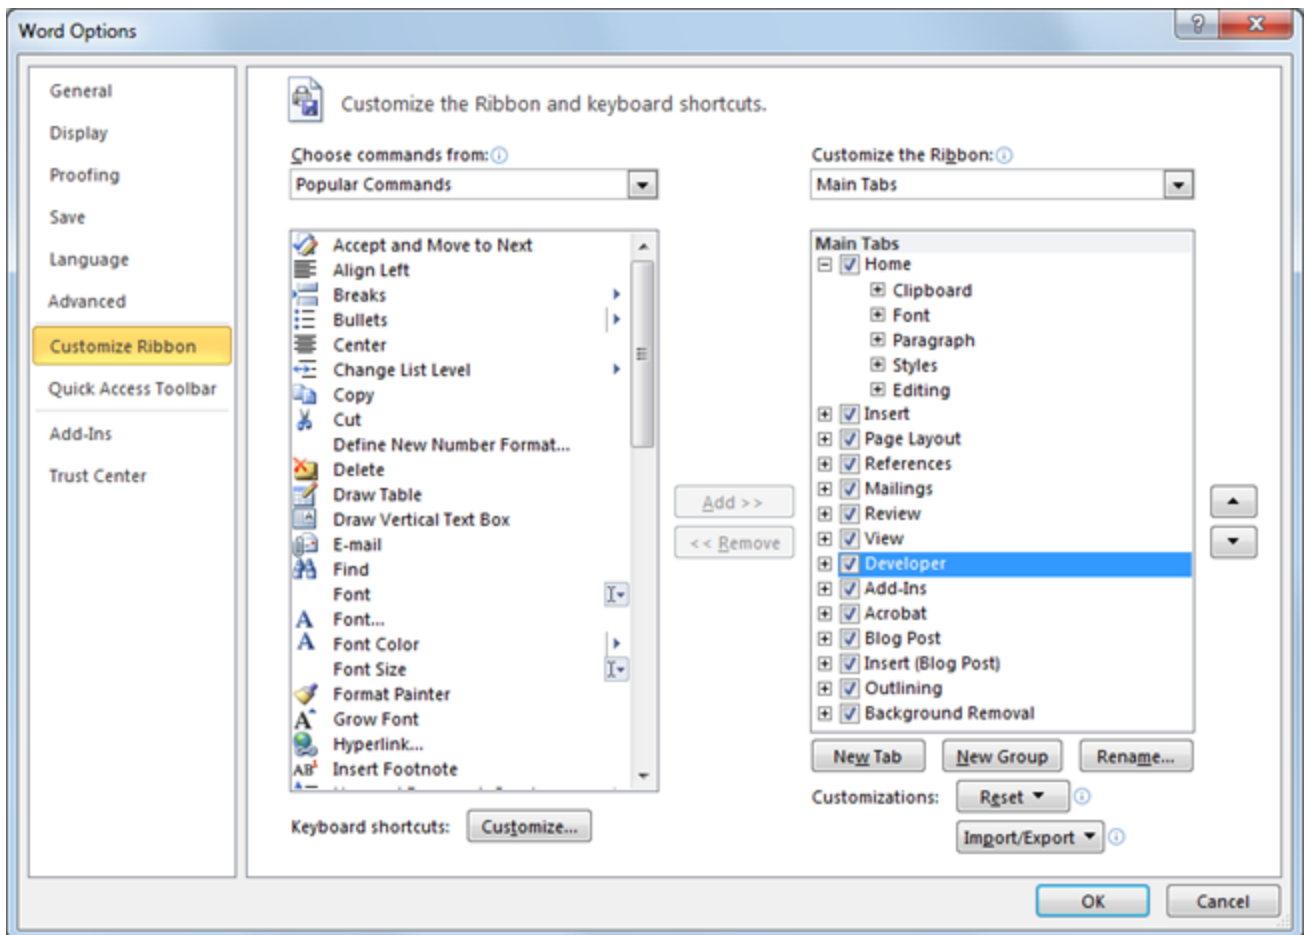 Word Options
General
Display
Proofing
Save
Language
Advanced
Customize Ribbon
Quick Access Toolbar
Add-Ins
Trust Center
Customize the Ribbon and keyboard shortcuts.
Choose commands from:
Popular Commands
Accept and Move to Next
Align Left
Breaks
Bullets
Center
Change List Level
Copy
Cut
Define New Number Format...
Delete
Draw Table
Draw Vertical Text Box
E-mail
Find
Font
Font...
Font Color
Font Size
Format Painter
Grow Font
Hyperlink...
Insert Footnote
Keyboard shortcuts: Customize...
Add >>
<< Remove
Customize the Ribbon:
Main Tabs
Main Tabs
Home
Clipboard
Font
Paragraph
Styles
Editing
Insert
Page Layout
References
Mailings
Review
View
Developer
Add-Ins
Acrobat
Blog Post
Insert (Blog Post)
Outlining
Background Removal
New Tab New Group Rename...
Customizations: Reset
Import/Export
OK Cancel